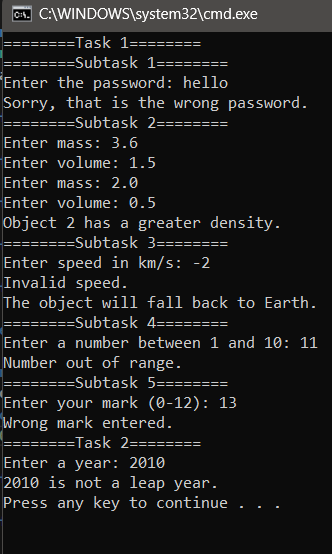 C:\WINDOWS\system32\cmd.exe
========Task 1========
========Subtask 1========
Enter the password: hello
Sorry, that is the wrong password.
========Subtask 2========
Enter mass: 3.6
Enter volume: 1.5
Enter mass: 2.0
Enter volume: 0.5
Object 2 has a greater density.
========Subtask 3========
Enter speed in km/s: -2
Invalid speed.
The object will fall back to Earth.
========Subtask 4========
Enter a number between 1 and 10: 11
Number out of range.
========Subtask 5========
Enter your mark (0-12): 13
Wrong mark entered.
========Task 2========
Enter a year: 2010
2010 is not a leap year.
Press any key to continue . . .